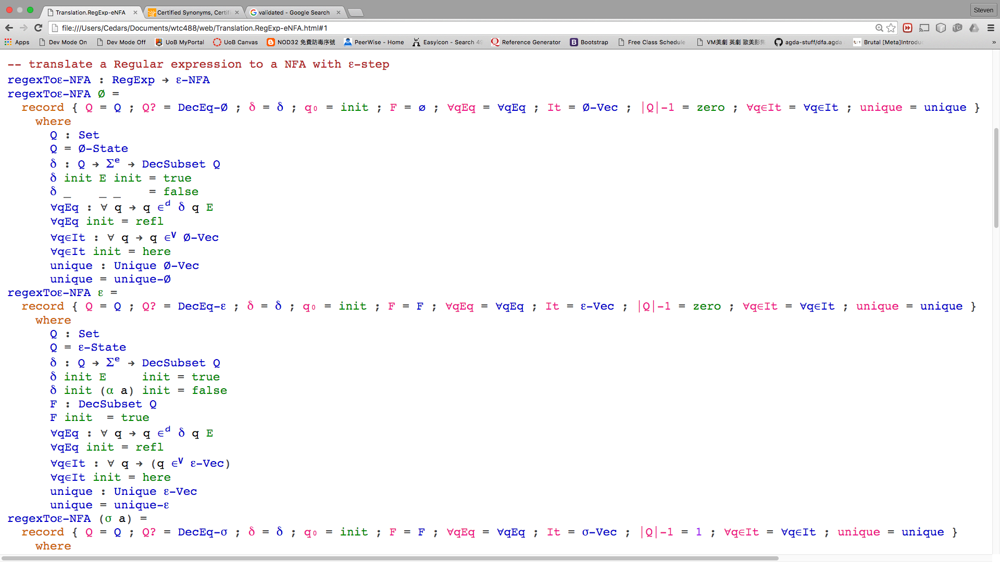 Translation.RegExp-eNFA
Certified Synonyms, Certif
validated - Google Search
Steven
file:///Users/Cedars/Documents/wtc488/web/Translation.RegExp-eNFA.html#1
Apps Dev Mode On Dev Mode Off UoB MyPortal UoB Canvas NOD32 免費防毒序號 PeerWise - Home Easyicon - Search 49 Reference Generator Bootstrap Free Class Schedule VM美劇 英劇 歐美影集 agda-stuff/dfa.agda Brutal [Meta]Introduc »
-- translate a Regular expression to a NFA with ε-step
regexToε-NFA : RegExp → ε-NFA
regexToε-NFA Ø =
record { Q = Q ; Q? = DecEq-Ø ; δ = δ ; q₀ = init ; F = ø ; ∀qEq = ∀qEq ; It = Ø-Vec ; |Q|-1 = zero ; ∀q∈It = ∀q∈It ; unique = unique }
where
Q : Set
Q = Ø-State
δ : Q → Σᵉ → DecSubset Q
δ init E init = true
δ _ _ _ = false
∀qEq : ∀ q → q ∈ᵈ δ q E
∀qEq init = refl
∀q∈It : ∀ q → q ∈ⱽ Ø-Vec
∀q∈It init = here
unique : Unique Ø-Vec
unique = unique-Ø
regexToε-NFA ε =
record { Q = Q ; Q? = DecEq-ε ; δ = δ ; q₀ = init ; F = F ; ∀qEq = ∀qEq ; It = ε-Vec ; |Q|-1 = zero ; ∀q∈It = ∀q∈It ; unique = unique }
where
Q : Set
Q = ε-State
δ : Q → Σᵉ → DecSubset Q
δ init E init = true
δ init (α a) init = false
F : DecSubset Q
F init = true
∀qEq : ∀ q → q ∈ᵈ δ q E
∀qEq init = refl
∀q∈It : ∀ q → (q ∈ⱽ ε-Vec)
∀q∈It init = here
unique : Unique ε-Vec
unique = unique-ε
regexToε-NFA (σ a) =
record { Q = Q ; Q? = DecEq-σ ; δ = δ ; q₀ = init ; F = F ; ∀qEq = ∀qEq ; It = σ-Vec ; |Q|-1 = 1 ; ∀q∈It = ∀q∈It ; unique = unique }
where